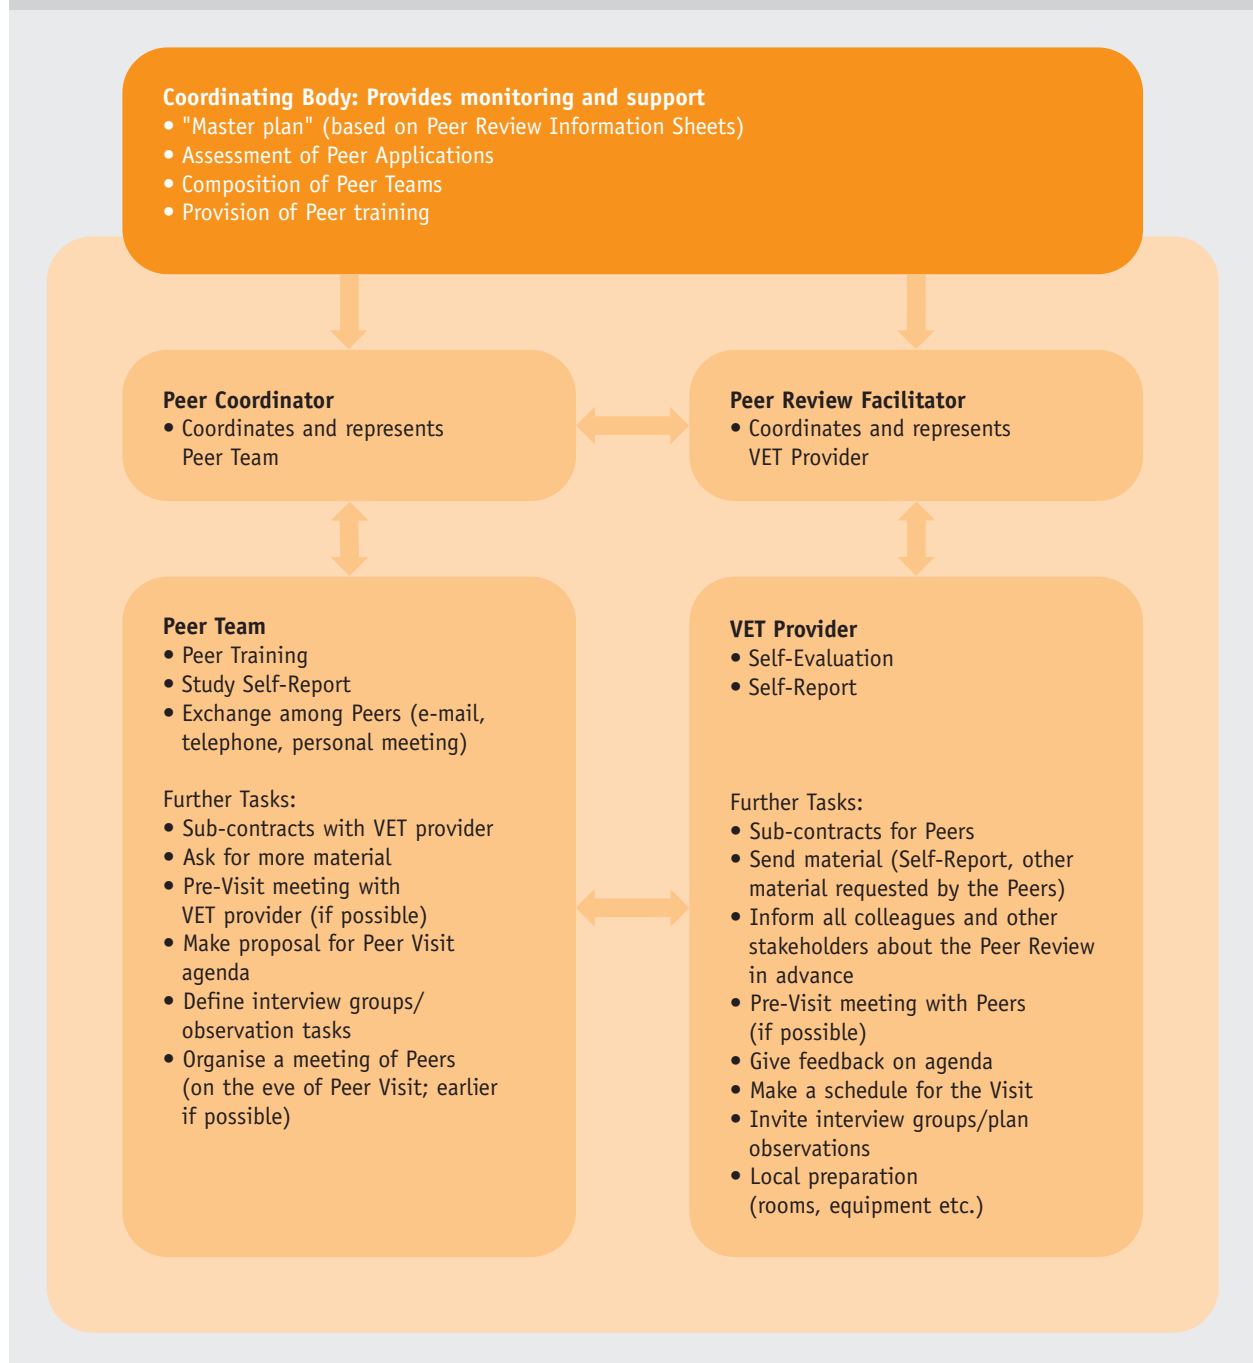 Coordinating Body: Provides monitoring and support
• "Master plan" (based on Peer Review Information Sheets)
• Assessment of Peer Applications
• Composition of Peer Teams
• Provision of Peer training
Peer Coordinator
• Coordinates and represents
Peer Team
Peer Review Facilitator
• Coordinates and represents
VET Provider
Peer Team
• Peer Training
• Study Self-Report
• Exchange among Peers (e-mail,
telephone, personal meeting)
Further Tasks:
• Sub-contracts with VET provider
• Ask for more material
• Pre-Visit meeting with
VET provider (if possible)
• Make proposal for Peer Visit
agenda
• Define interview groups/
observation tasks
• Organise a meeting of Peers
(on the eve of Peer Visit; earlier
if possible)
VET Provider
• Self-Evaluation
• Self-Report
Further Tasks:
• Sub-contracts for Peers
• Send material (Self-Report, other
material requested by the Peers)
• Inform all colleagues and other
stakeholders about the Peer Review
in advance
• Pre-Visit meeting with Peers
(if possible)
• Give feedback on agenda
• Make a schedule for the Visit
• Invite interview groups/plan
observations
• Local preparation
(rooms, equipment etc.)